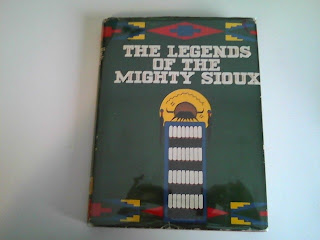 THE LEGENDS
OF THE
MIGHTY SIOUX